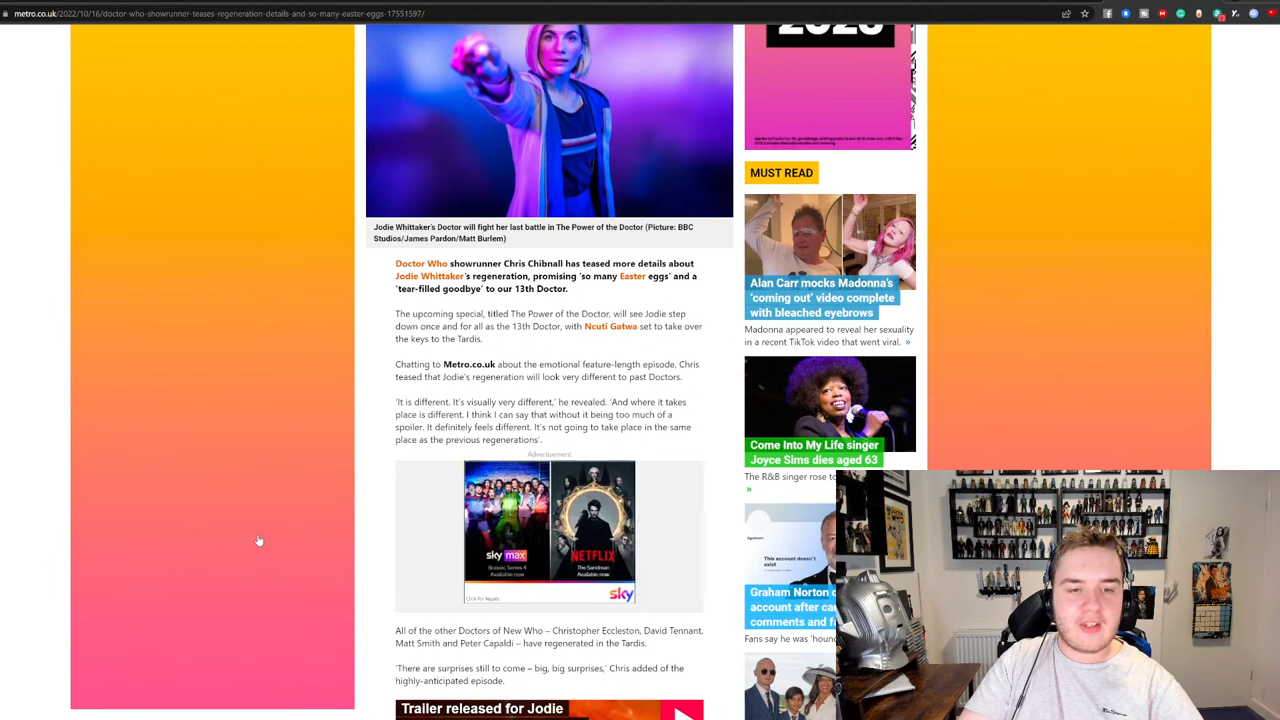 metro.co.uk/2022/10/16/doctor-who-showrunner-teases-regeneration-details-and-so-many-easter-eggs-17551597/
2023
Jodie Whittaker's Doctor will fight her last battle in The Power of the Doctor (Picture: BBC
Studios/James Pardon/Matt Burlem)
Doctor Who showrunner Chris Chibnall has teased more details about
Jodie Whittaker's regeneration, promising 'so many Easter eggs' and a
'tear-filled goodbye' to our 13th Doctor.
The upcoming special, titled The Power of the Doctor, will see Jodie step
down once and for all as the 13th Doctor, with Ncuti Gatwa set to take over
the keys to the Tardis.
Chatting to Metro.co.uk about the emotional feature-length episode, Chris
teased that Jodie's regeneration will look very different to past Doctors.
'It is different. It's visually very different,' he revealed. 'And where it takes
place is different. I think I can say that without it being too much of a
spoiler. It definitely feels different. It's not going to take place in the same
place as the previous regenerations'.
Advertisement
sky max
Brassic Series 4
Available now
NETFLIX
The Sandman
Available now
Click for legals
sky
All of the other Doctors of New Who – Christopher Eccleston, David Tennant,
Matt Smith and Peter Capaldi – have regenerated in the Tardis.
'There are surprises still to come – big, big surprises,' Chris added of the
highly-anticipated episode.
Trailer released for Jodie
MUST READ
Alan Carr mocks Madonna's
'coming out' video complete
with bleached eyebrows
Madonna appeared to reveal her sexuality
in a recent TikTok video that went viral. »
Come Into My Life singer
Joyce Sims dies aged 63
The R&B singer rose to
»
This account doesn't
exist
Graham Norton
account after
comments and
Fans say he was 'hound